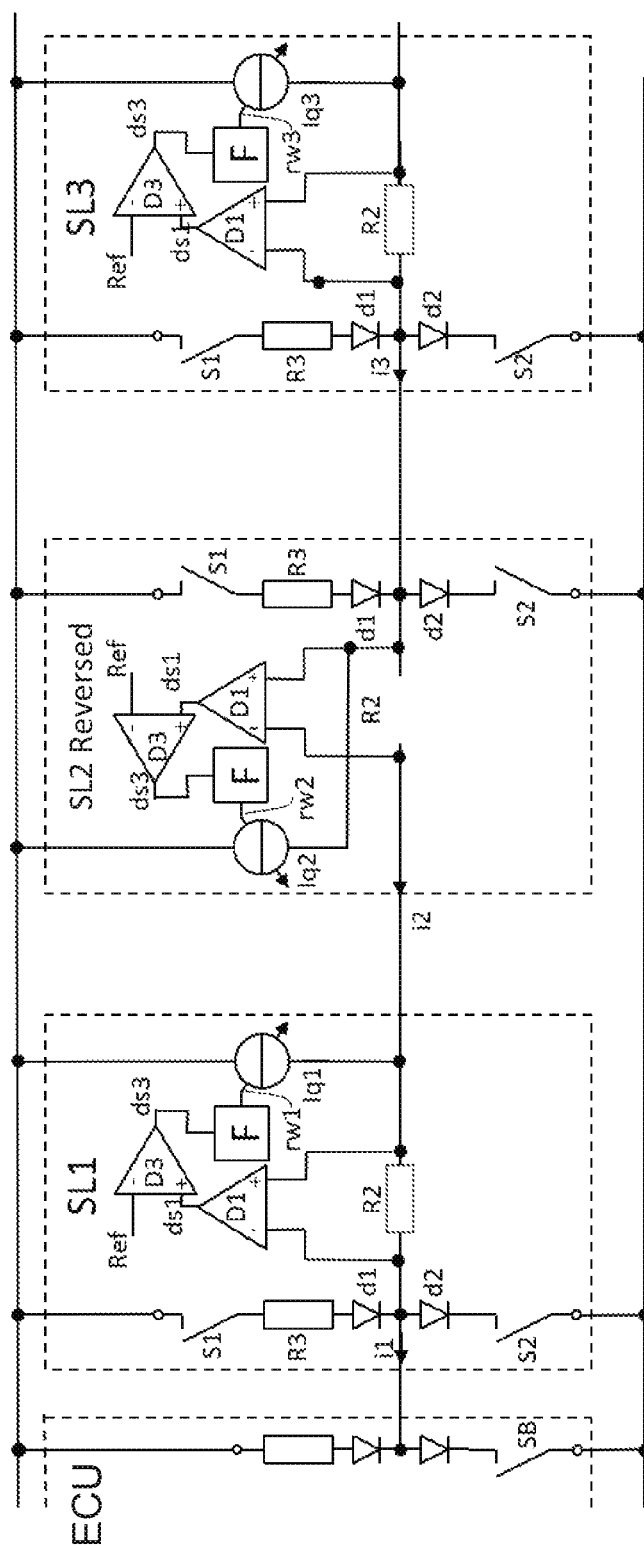 ECU
SB
SL1
Ref
D3
ds3
ds1
D1
F
rw1
Iq1
S1
R3
d1
i1
d2
S2
R2
i2
SL2 Reversed
Ref
D3
ds3
ds1
D1
F
rw2
Iq2
R2
S1
R3
d1
d2
S2
SL3
Ref
D3
ds3
ds1
D1
F
rw3
Iq3
S1
R3
d1
i3
d2
S2
R2